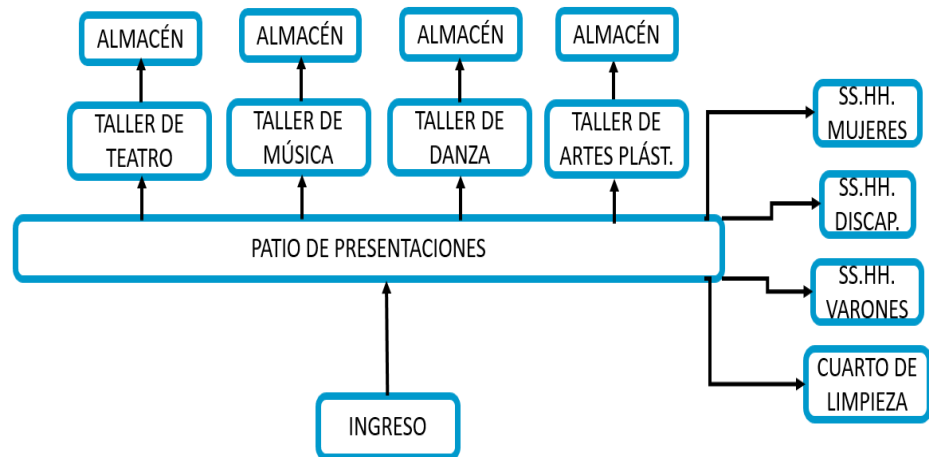 ALMACÉN
ALMACÉN
ALMACÉN
ALMACÉN
TALLER DE
TEATRO
TALLER DE
MÚSICA
TALLER DE
DANZA
TALLER DE
ARTES PLÁST.
SS.HH.
MUJERES
SS.HH.
DISCAP.
PATIO DE PRESENTACIONES
SS.HH.
VARONES
CUARTO DE
LIMPIEZA
INGRESO